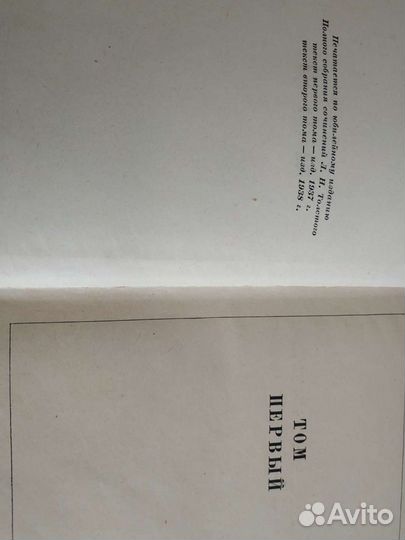 Печатается по юбилейному изданию
Полного собрания сочинений Л. Н. Толстого
текст первого тома — изд. 1937 г.
текст второго тома — изд. 1938 г.
ТОМ
ПЕРВЫЙ
Avito